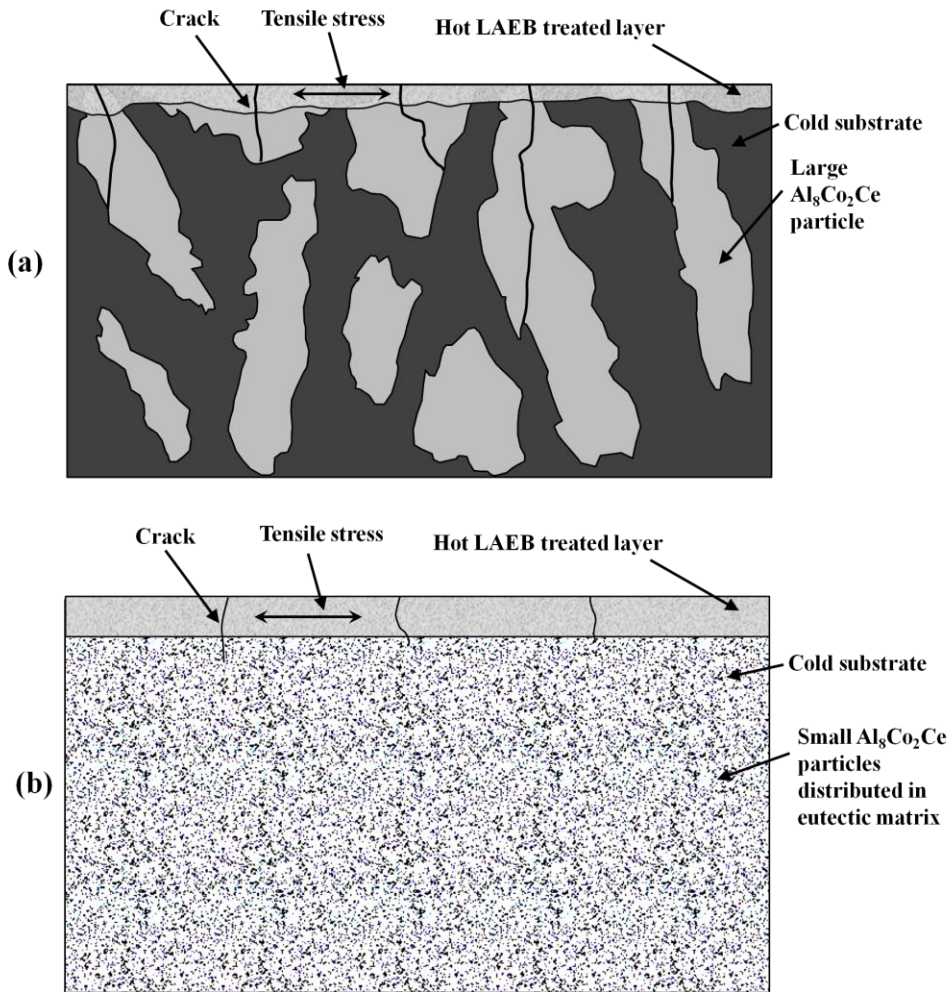 Crack
Tensile stress
Hot LAEB treated layer
Cold substrate
Large
Al₈Co₂Ce
particle
(a)
Crack
Tensile stress
Hot LAEB treated layer
Cold substrate
Small Al₈Co₂Ce
particles
distributed in
eutectic matrix
(b)